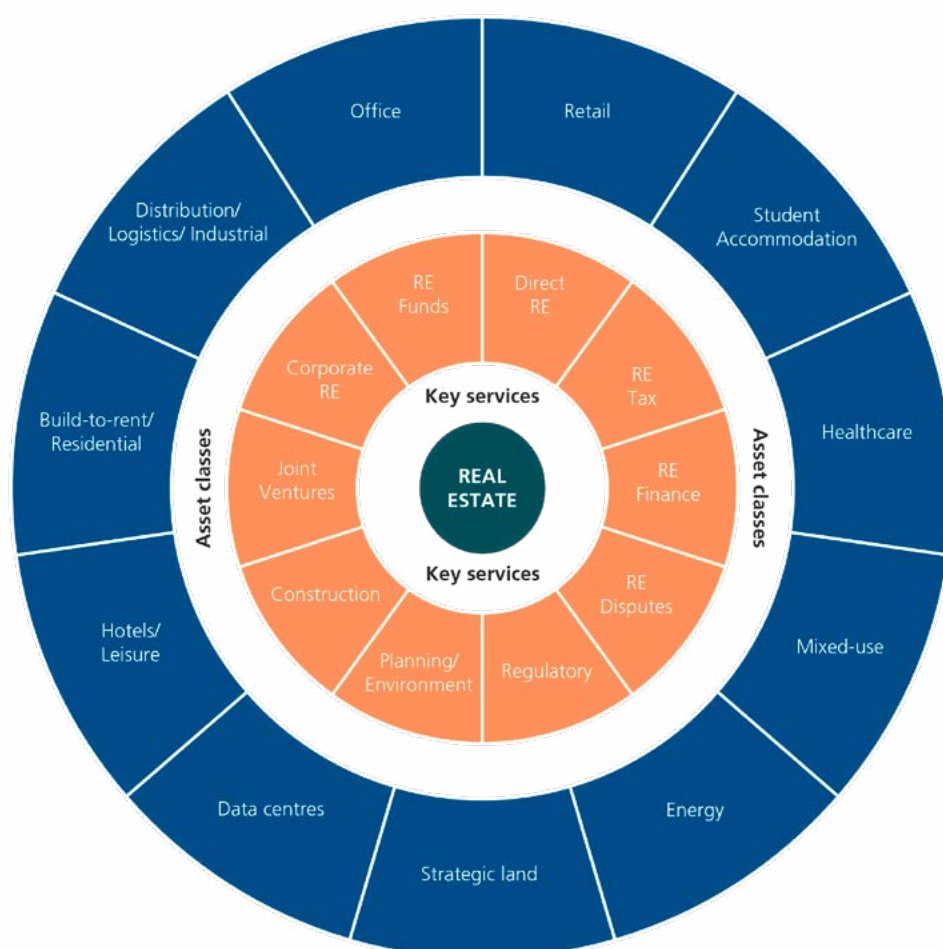 Office
Retail
Distribution/
Logistics/ Industrial
Student
Accommodation
Build-to-rent/
Residential
Healthcare
Hotels/
Leisure
Mixed-use
Data centres
Energy
Strategic land
Asset classes
Asset classes
RE
Funds
Direct
RE
Corporate
RE
RE
Tax
Joint
Ventures
RE
Finance
Construction
RE
Disputes
Planning/
Environment
Regulatory
Key services
REAL
ESTATE
Key services